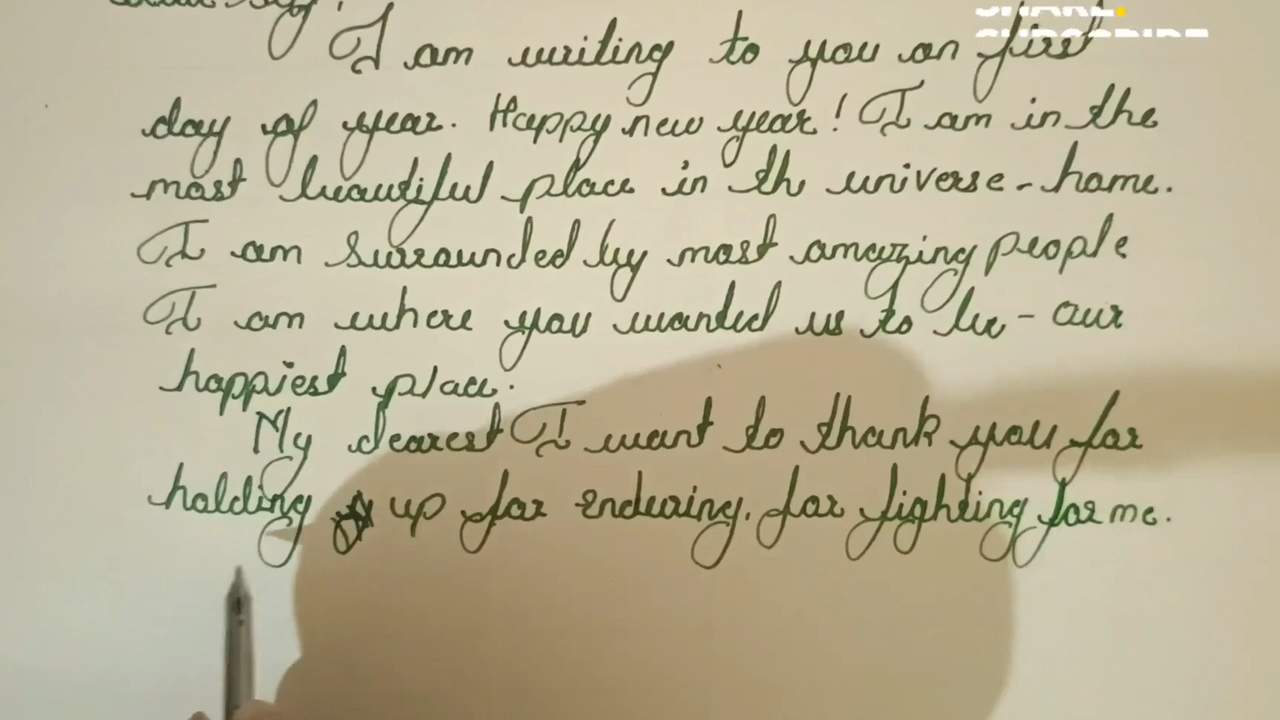 I am writing to you on first
day of year. Happy new year! I am in the
most beautiful place in the universe - home.
I am surrounded by most amazing people
I am where you wanted us to be - our
happiest place.
My dearest I want to thank you for
holding up for enduring, for fighting for me.